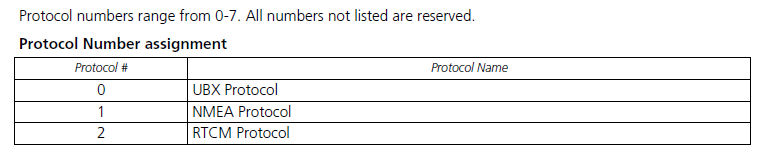 Protocol numbers range from 0-7. All numbers not listed are reserved.
Protocol Number assignment
Protocol # Protocol Name
0 UBX Protocol
1 NMEA Protocol
2 RTCM Protocol